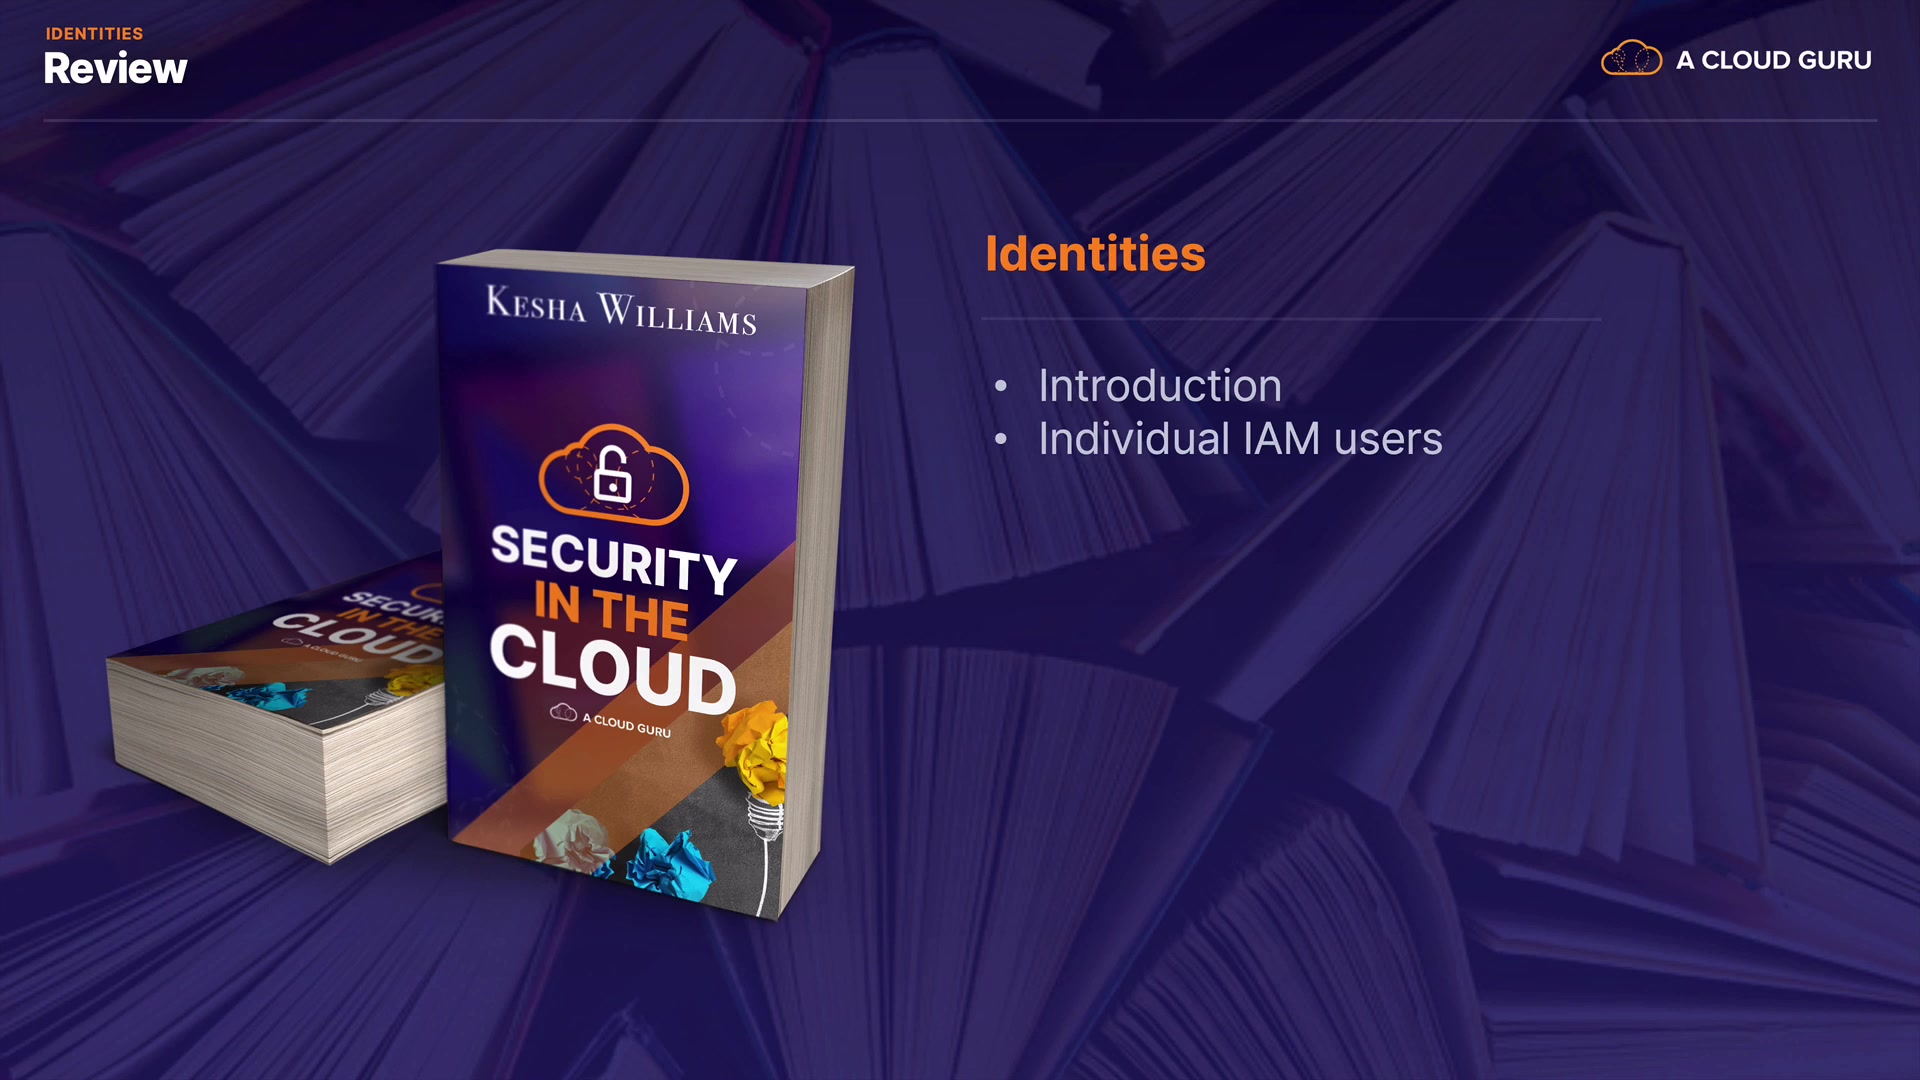 IDENTITIES
Review
A CLOUD GURU
Identities
• Introduction
• Individual IAM users
KESHA WILLIAMS
SECURITY
IN THE
CLOUD
A CLOUD GURU
SECUR
IN THE
CLOUD
A CLOUD GURU